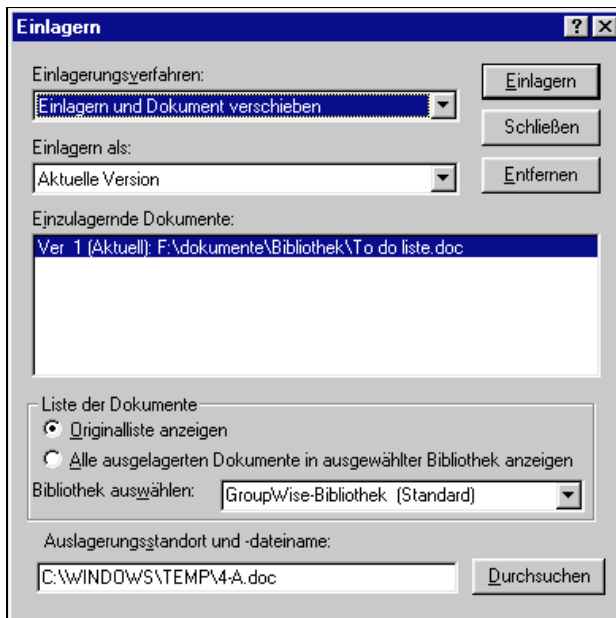 Einlagern
Einlagerungsverfahren:
Einlagern und Dokument verschieben
Einlagern
Schließen
Einlagern als:
Aktuelle Version
Entfernen
Einzulagernde Dokumente:
Ver 1 (Aktuell): F:\dokumente\Bibliothek\To do liste.doc
Liste der Dokumente
Originalliste anzeigen
Alle ausgelagerten Dokumente in ausgewählter Bibliothek anzeigen
Bibliothek auswählen: GroupWise-Bibliothek (Standard)
Auslagerungsstandort und -dateiname:
C:\WINDOWS\TEMP\4-A.doc
Durchsuchen